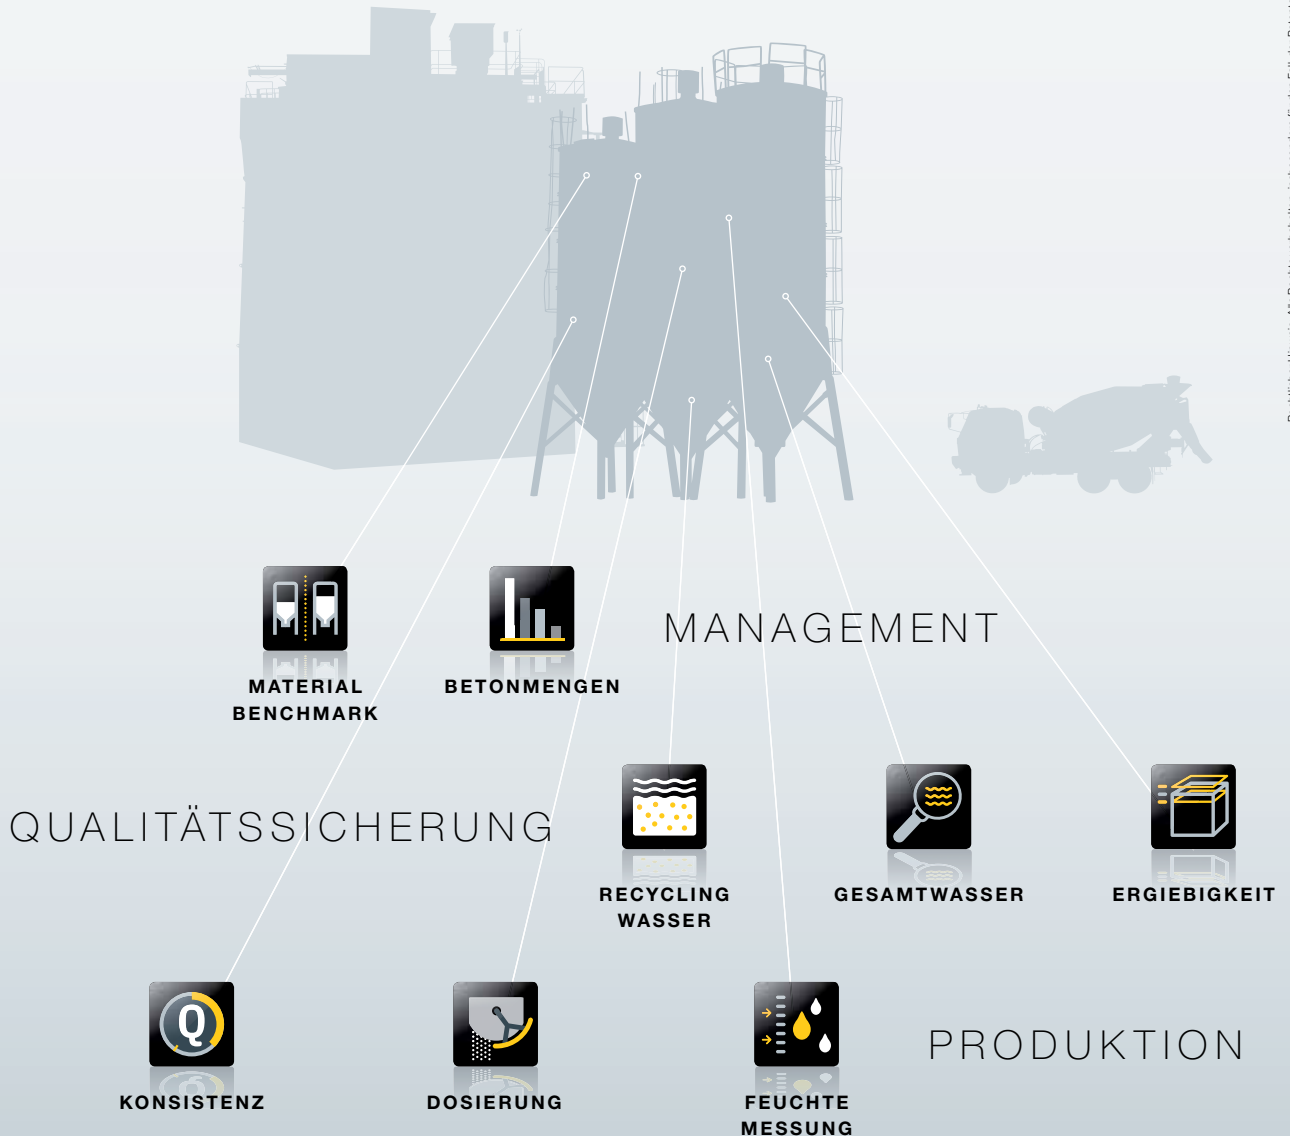 MANAGEMENT
MATERIAL
BENCHMARK
BETONMENGEN
QUALITÄTSSICHERUNG
RECYCLING
WASSER
GESAMTWASSER
ERGIEBIGKEIT
PRODUKTION
KONSISTENZ
DOSIERUNG
FEUCHTE
MESSUNG
Q